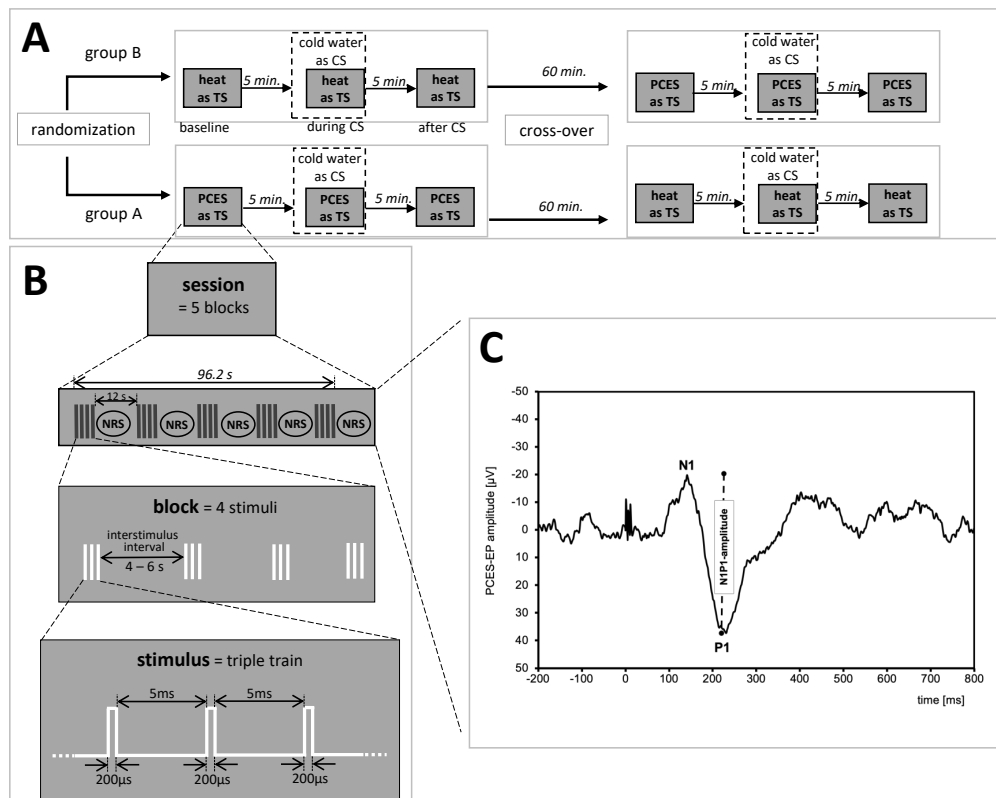 A
group B
randomization
group A
heat
as TS
baseline
5 min.
cold water
as CS
heat
as TS
during CS
5 min.
heat
as TS
after CS
60 min.
cross-over
PCES
as TS
5 min.
cold water
as CS
PCES
as TS
5 min.
PCES
as TS
PCES
as TS
5 min.
cold water
as CS
PCES
as TS
5 min.
PCES
as TS
60 min.
heat
as TS
5 min.
cold water
as CS
heat
as TS
5 min.
heat
as TS
B
session
= 5 blocks
96.2 s
12 s
NRS
NRS
NRS
NRS
NRS
block = 4 stimuli
interstimulus
interval
4 – 6 s
stimulus = triple train
5ms
5ms
200µs
200µs
200µs
C
PCES-EP amplitude [µV]
-50
-40
-30
-20
-10
0
10
20
30
40
50
N1
N1P1-amplitude
P1
-200
-100
0
100
200
300
400
500
600
700
800
time [ms]